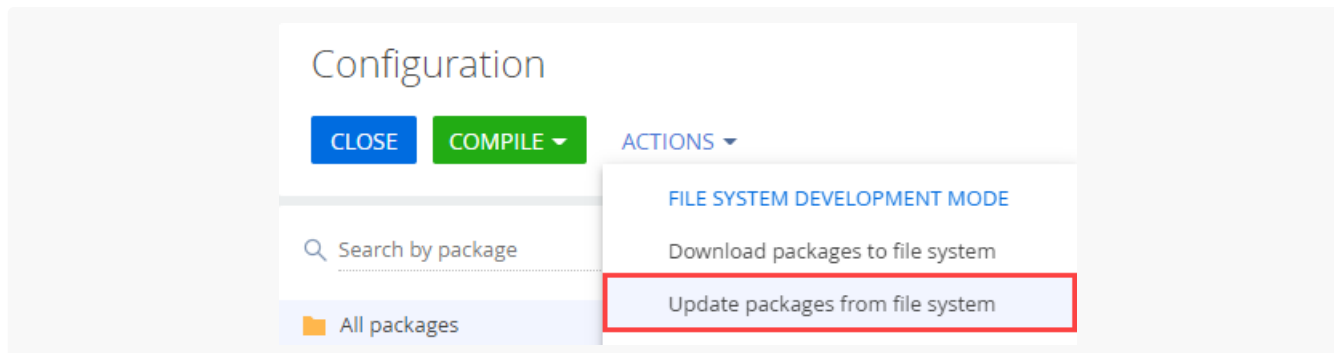 Configuration
CLOSE COMPILE ACTIONS
FILE SYSTEM DEVELOPMENT MODE
Search by package
Download packages to file system
Update packages from file system
All packages